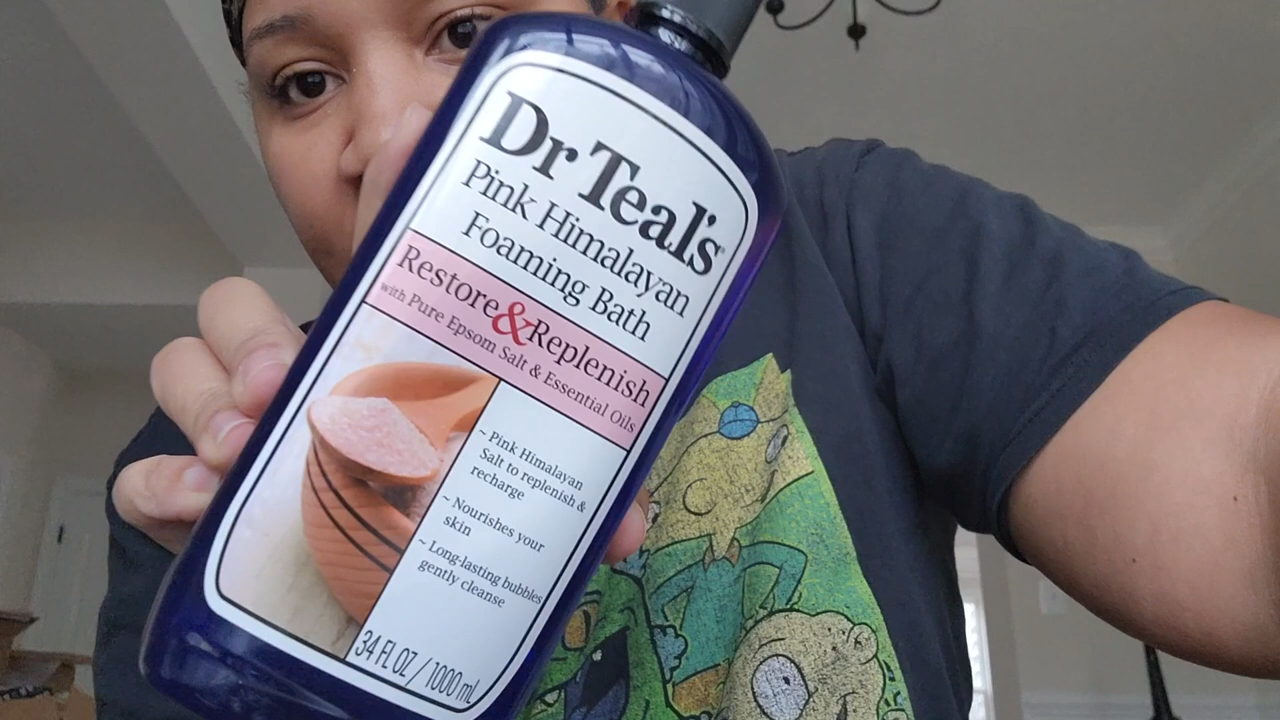 Dr Teal's
Pink Himalayan
Foaming Bath
Restore & Replenish
with Pure Epsom Salt & Essential Oils
~ Pink Himalayan
Salt to replenish &
recharge
~ Nourishes your
skin
~ Long-lasting bubbles
gently cleanse
34 FL OZ / 1000 mL